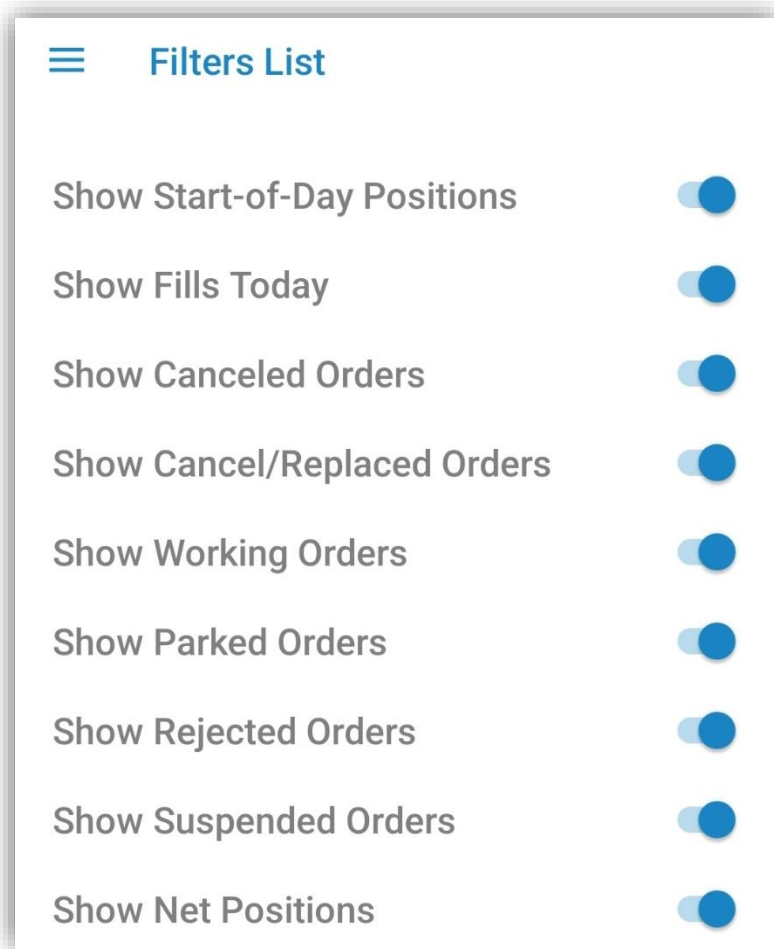 Filters List
Show Start-of-Day Positions
Show Fills Today
Show Canceled Orders
Show Cancel/Replaced Orders
Show Working Orders
Show Parked Orders
Show Rejected Orders
Show Suspended Orders
Show Net Positions